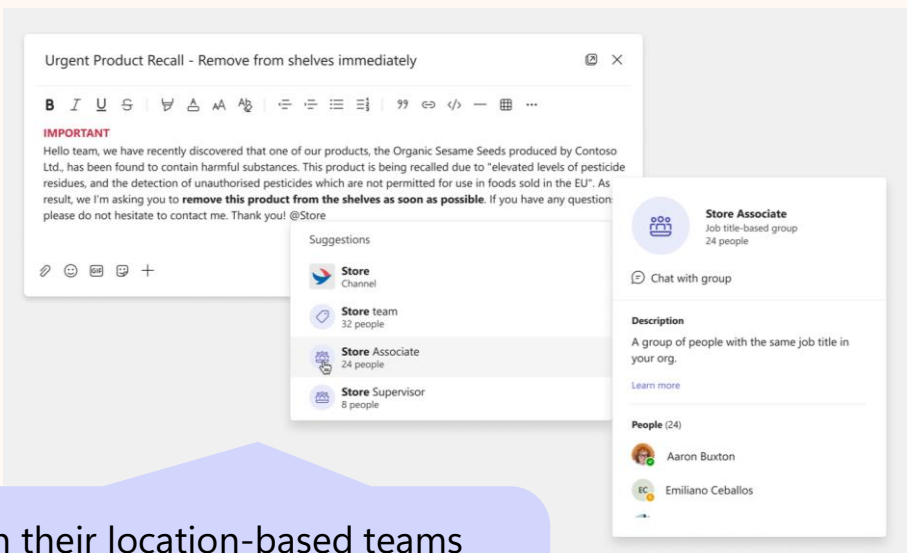 Urgent Product Recall - Remove from shelves immediately
B I U S
GIF
IMPORTANT
Hello team, we have recently discovered that one of our products, the Organic Sesame Seeds produced by Contoso
Ltd., has been found to contain harmful substances. This product is being recalled due to "elevated levels of pesticide
residues, and the detection of unauthorised pesticides which are not permitted for use in foods sold in the EU". As
result, we I'm asking you to remove this product from the shelves as soon as possible. If you have any question
please do not hesitate to contact me. Thank you! @Store
Suggestions
Store
Channel
Store team
32 people
Store Associate
24 people
Store Supervisor
8 people
Store Associate
Job title-based group
24 people
Chat with group
Description
A group of people with the same job title in
your org.
Learn more
People (24)
Aaron Buxton
EC
Emiliano Ceballos
their location-based teams